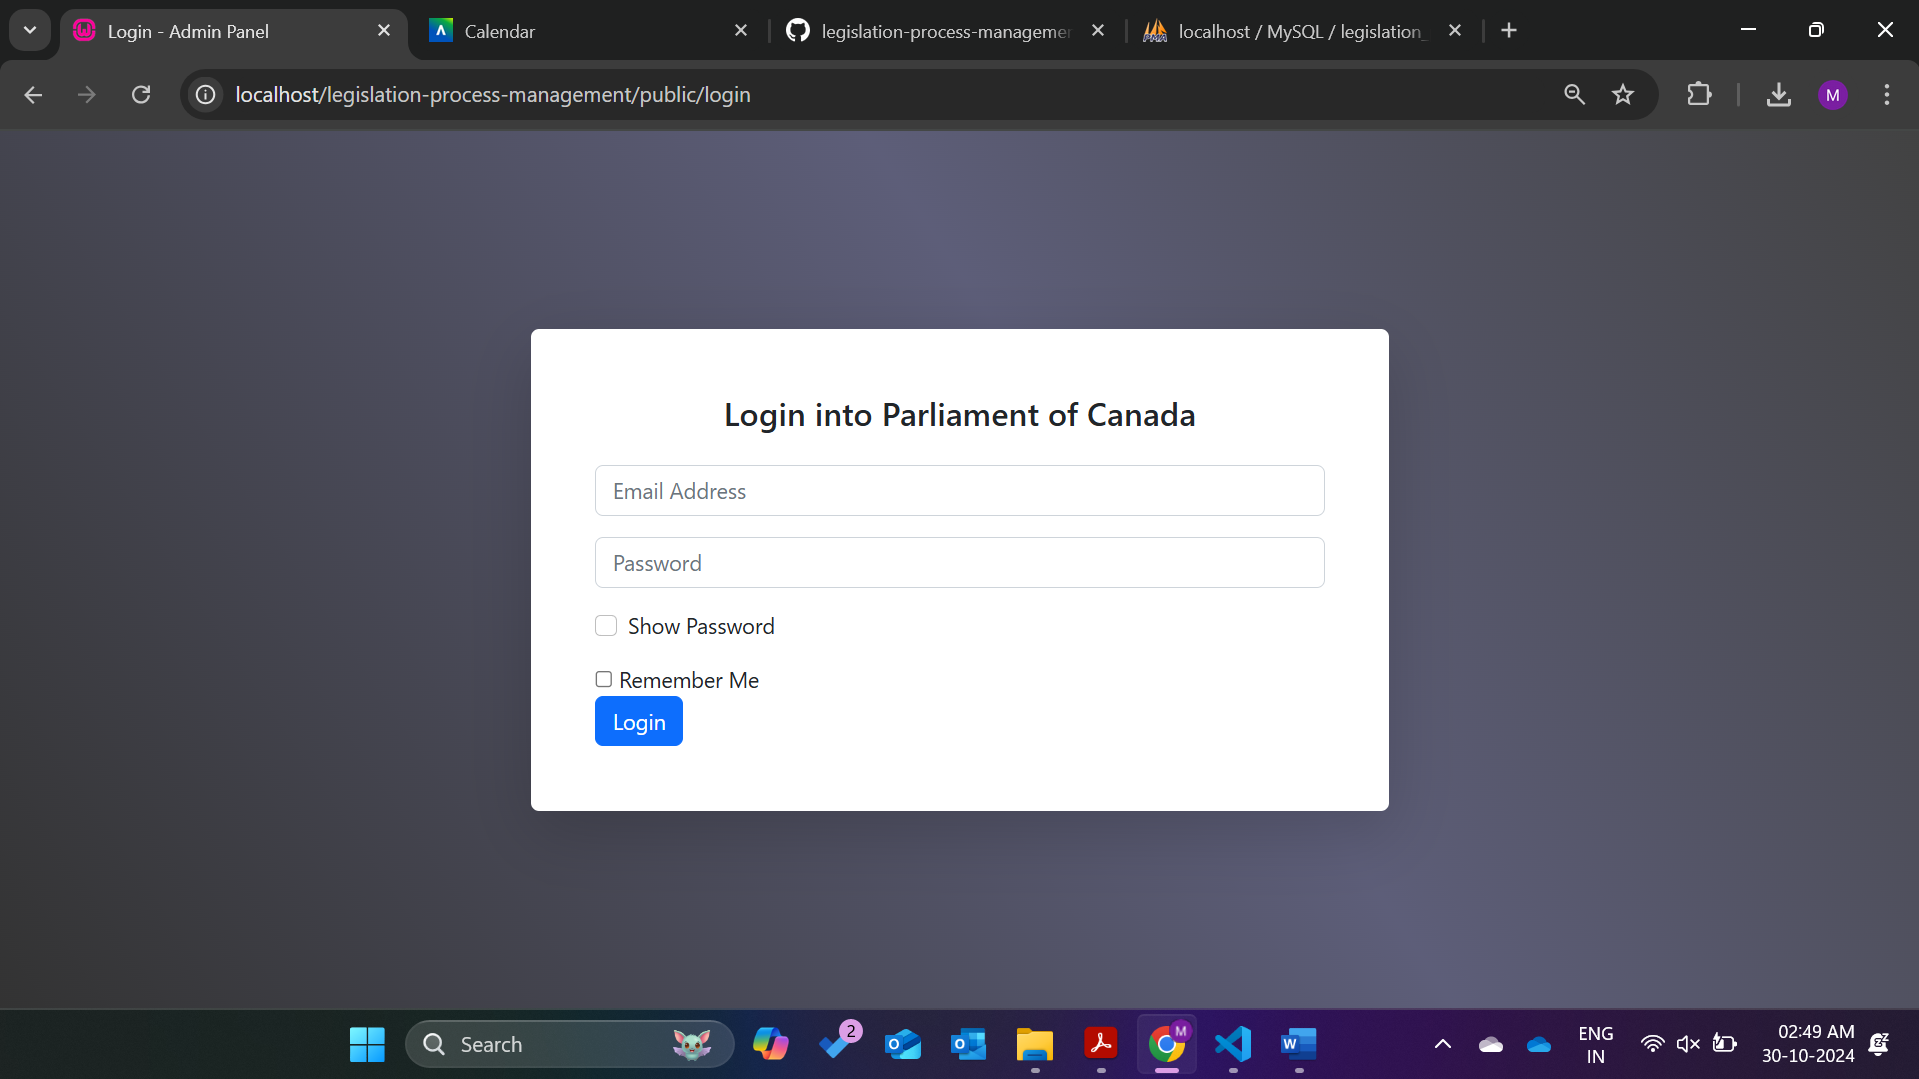 Login - Admin Panel
Calendar
legislation-process-managemen
localhost / MySQL / legislation_
localhost/legislation-process-management/public/login
M
Login into Parliament of Canada
Email Address
Password
Show Password
Remember Me
Login
Search
2
M
ENG
IN
02:49 AM
30-10-2024